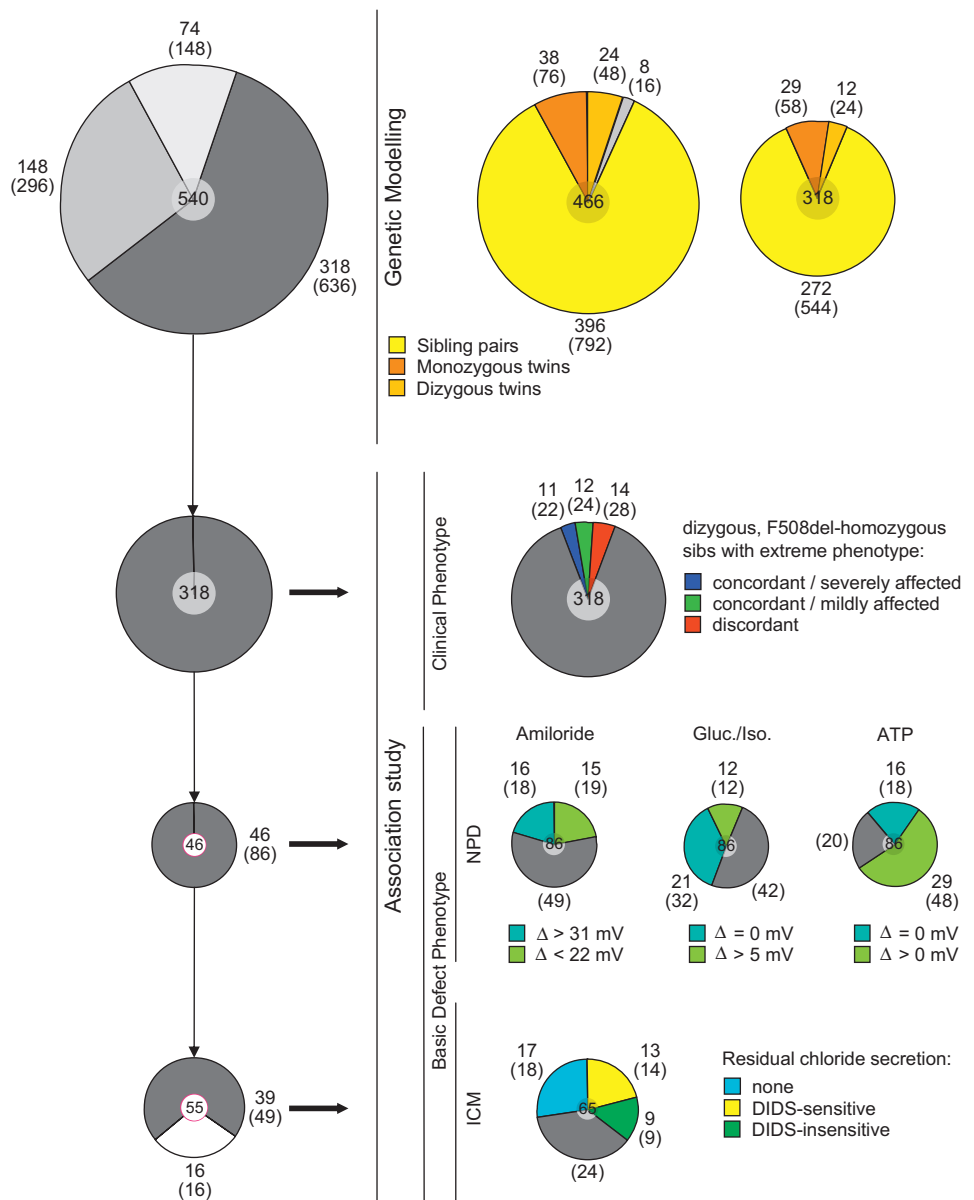 74
(148)
148
(296)
540
318
(636)
Genetic Modelling
38
(76)
24
(48)
8
(16)
466
396
(792)
29
(58)
12
(24)
318
272
(544)
Sibling pairs
Monozygous twins
Dizygous twins
318
Association study
Clinical Phenotype
11
(22)
12
(24)
14
(28)
318
dizygous, F508del-homozygous
sibs with extreme phenotype:
concordant / severely affected
concordant / mildly affected
discordant
46
46
(86)
Basic Defect Phenotype
NPD
Amiloride
16
(18)
15
(19)
86
(49)
Δ > 31 mV
Δ < 22 mV
Gluc./Iso.
12
(12)
86
21
(32)
(42)
Δ = 0 mV
Δ > 5 mV
ATP
16
(18)
(20)
86
29
(48)
Δ = 0 mV
Δ > 0 mV
55
39
(49)
16
(16)
ICM
17
(18)
13
(14)
65
9
(9)
(24)
Residual chloride secretion:
none
DIDS-sensitive
DIDS-insensitive